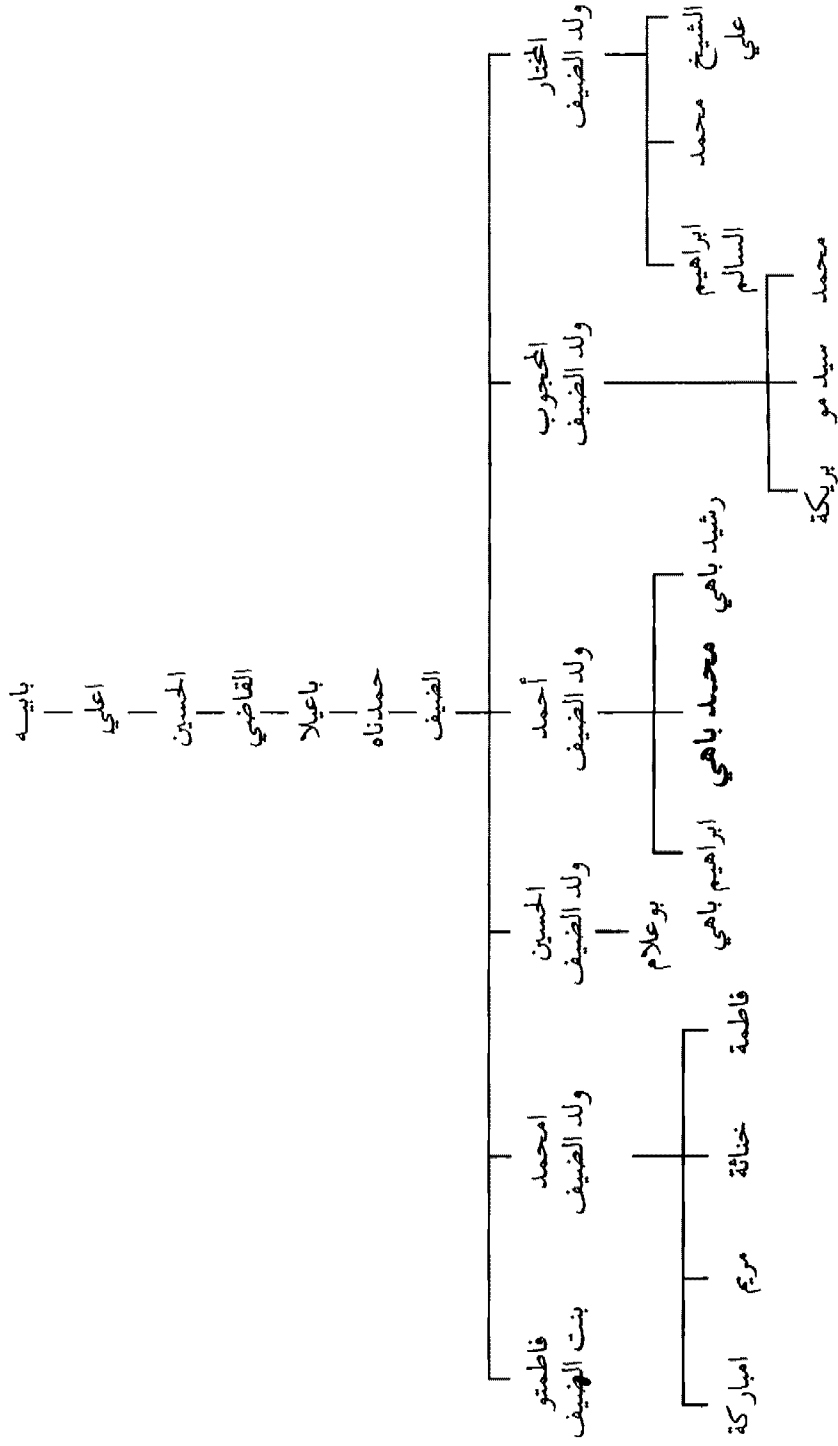 بابيه
اعلي
الحسين
القاضي
باعيلا
حمدناه
الضيف
المختار
ولد الضيف
المحجوب
ولد الضيف
أحمد
ولد الضيف
الحسين
ولد الضيف
امحمد
ولد الضيف
فاطمتو
بنت الضيف
الشيخ
علي
محمد
ابراهيم
السالم
محمد
سيد مو
بريكة
رشيد باهي
محمد باهي
ابراهيم باهي
بوعلام
فاطمة
خناثة
مريم
امباركة